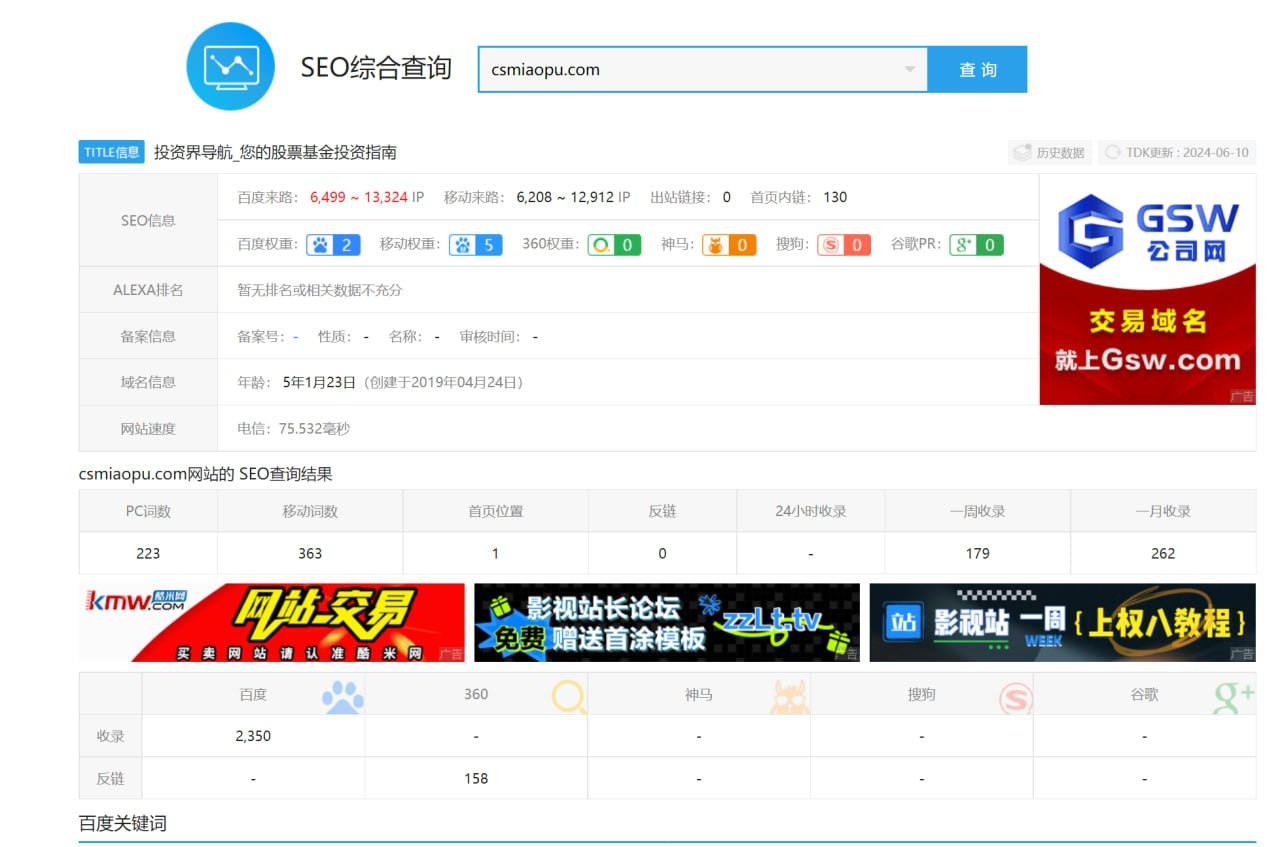 SEO综合查询 csmiaopu.com 查 询
TITLE信息 投资界导航_您的股票基金投资指南 历史数据 TDK更新 : 2024-06-10
SEO信息 百度来路: 6,499 ~ 13,324 IP 移动来路: 6,208 ~ 12,912 IP 出站链接: 0 首页内链: 130
百度权重: 2 移动权重: 5 360权重: 0 神马: 0 搜狗: S 0 谷歌PR: g+ 0
GSW
公司网
交易域名
就上Gsw.com
广告
ALEXA排名 暂无排名或相关数据不充分
备案信息 备案号: - 性质: - 名称: - 审核时间: -
域名信息 年龄: 5年1月23日 (创建于2019年04月24日)
网站速度 电信: 75.532毫秒
csmiaopu.com网站的 SEO查询结果
PC词数 移动词数 首页位置 反链 24小时收录 一周收录 一月收录
223 363 1 0 - 179 262
kmw.COM 酷米网 网站交易
买 卖 网 站 请 认 准 酷 米 网 广告
影视站长论坛 zzLt.tv
免费赠送首涂模板 广告
站 影视站 一周 WEEK {上权八教程} 广告
百度 360 神马 搜狗 S 谷歌 g+
收录 2,350 - - - -
反链 - 158 - - -
百度关键词